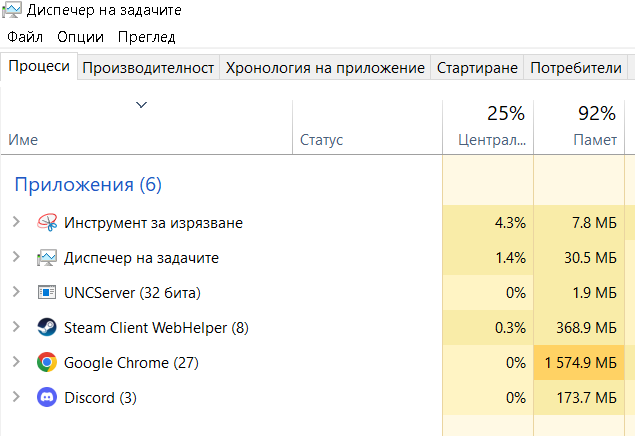 Диспечер на задачите
Файл Опции Преглед
Процеси Производителност Хронология на приложение Стартиране Потребители
25% 92%
Име Статус Централ... Памет
Приложения (6)
Инструмент за изрязване 4.3% 7.8 МБ
Диспечер на задачите 1.4% 30.5 МБ
UNCServer (32 бита) 0% 1.9 МБ
Steam Client WebHelper (8) 0.3% 368.9 МБ
Google Chrome (27) 0% 1 574.9 МБ
Discord (3) 0% 173.7 МБ